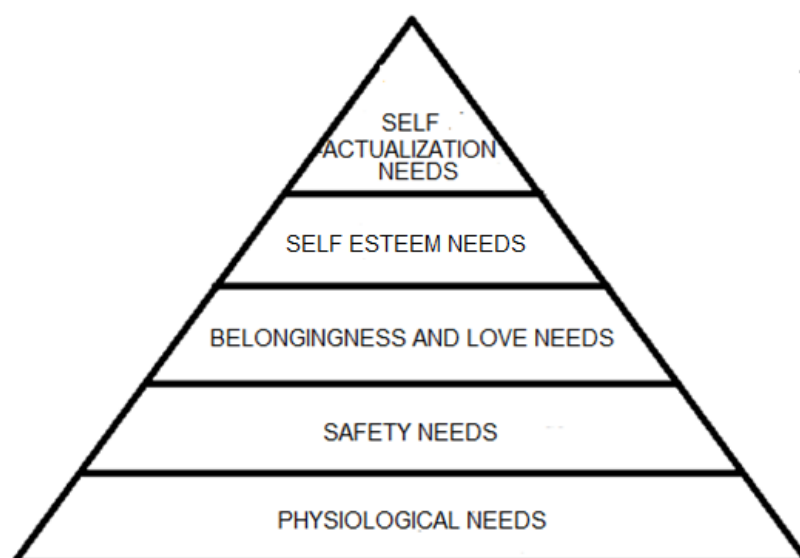 SELF
ACTUALIZATION
NEEDS
SELF ESTEEM NEEDS
BELONGINGNESS AND LOVE NEEDS
SAFETY NEEDS
PHYSIOLOGICAL NEEDS